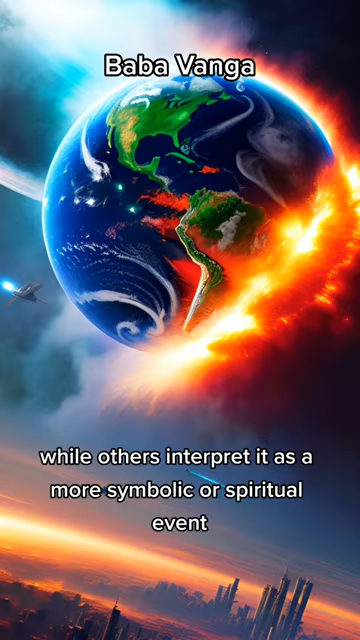 Baba Vanga
while others interpret it as a
more symbolic or spiritual
event